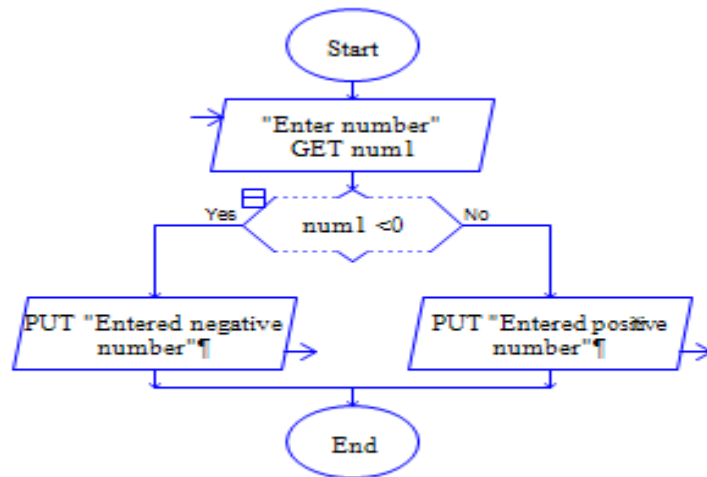 Start
"Enter number"
GET num1
Yes
num1 <0
No
PUT "Entered negative
number"¶
PUT "Entered positive
number"¶
End